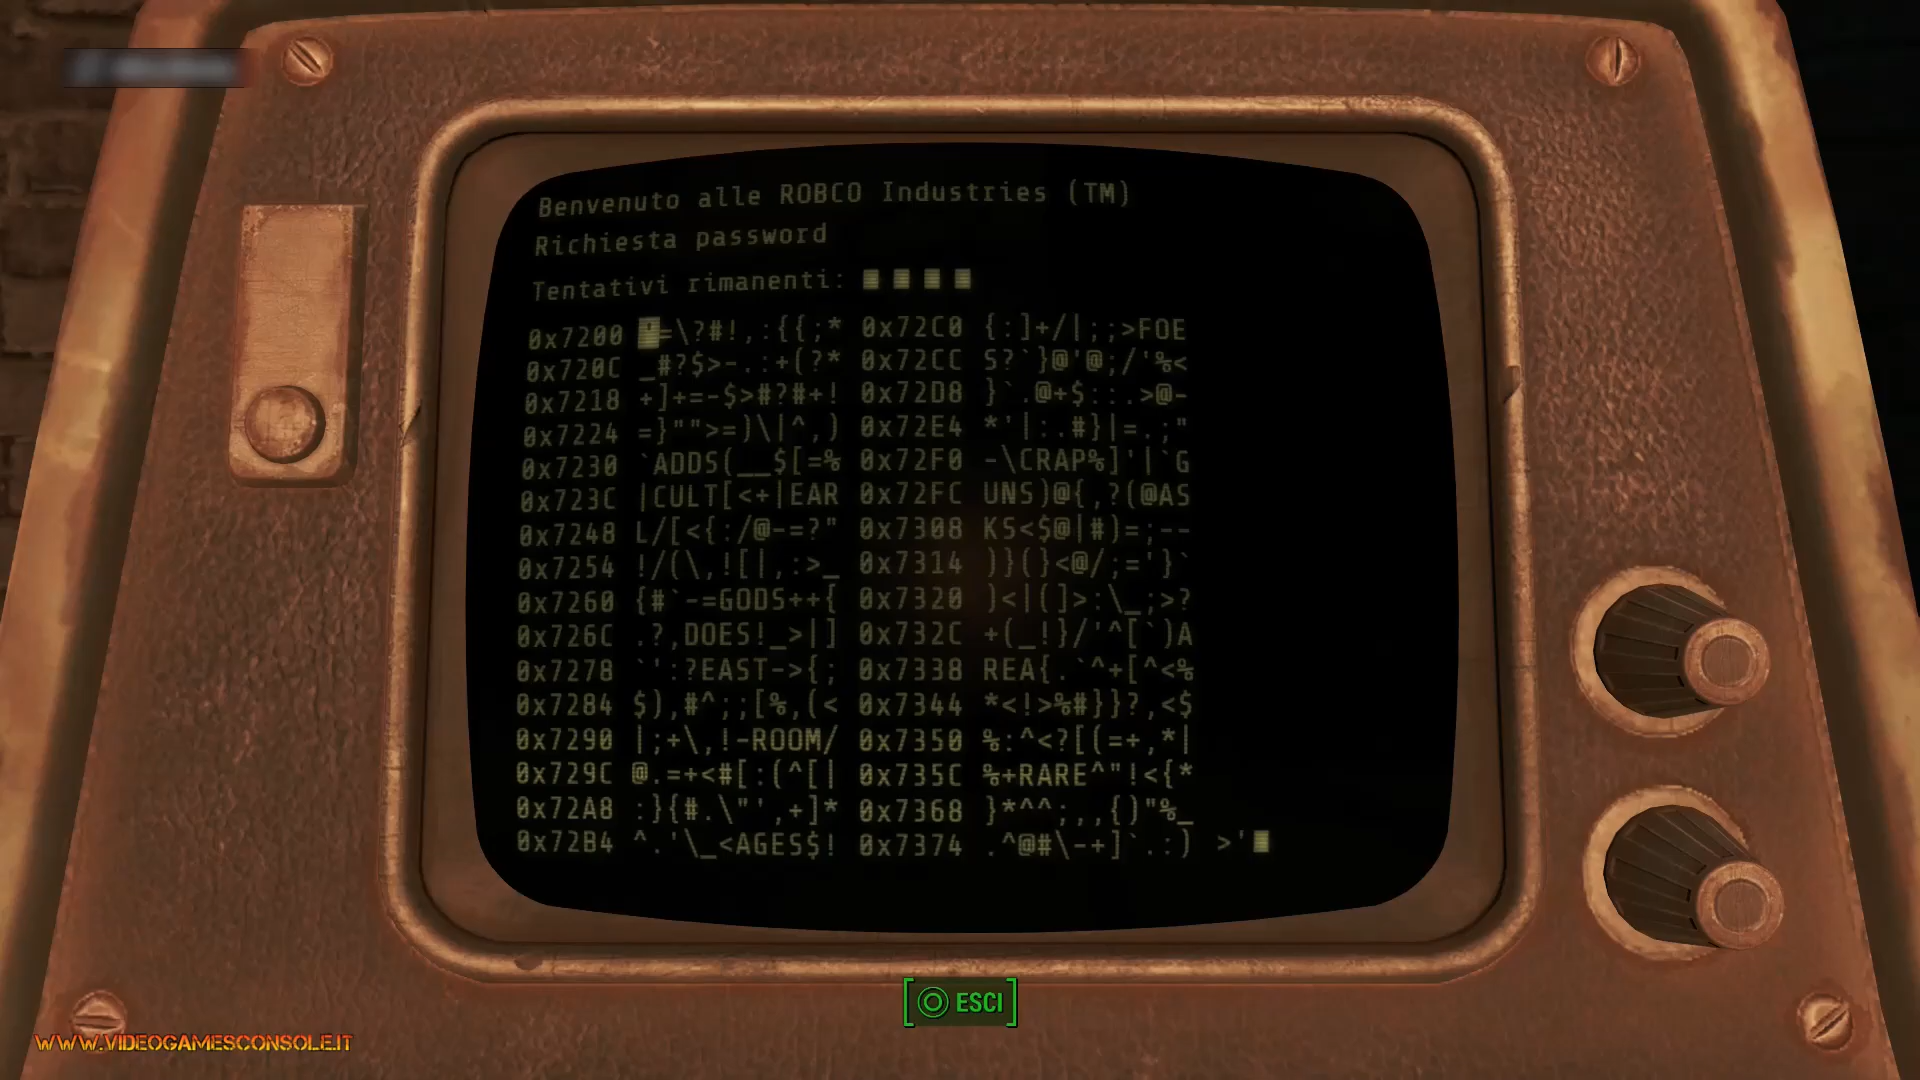 Benvenuto alle ROBCO Industries (TM)
Richiesta password
Tentativi rimanenti:
0x7200 '=\?#!,:{{;* 0x72C0 {:]+/|;;>FOE
0x720C _#?$>-.:+(?* 0x72CC S?`}@'@;/'%<
0x7218 +]+=-$>#?#+! 0x72D8 }`.@+$::.>@-
0x7224 =}"">=)\|^,) 0x72E4 *'|:.#}|=.;"
0x7230 `ADDS(__$[=% 0x72F0 -\CRAP%]'|`G
0x723C |CULT[<+|EAR 0x72FC UNS)@{,?(@AS
0x7248 L/[<{:/@-=?" 0x7308 KS<$@|#)=;--
0x7254 !/(\,![|,:>_ 0x7314 )}(}<@/;='}`
0x7260 {#`-=GODS++{ 0x7320 )<|(]>:\_;>?
0x726C .?,DOES!_>|] 0x732C +(_!}/'^[`)A
0x7278 `':?EAST->{; 0x7338 REA{.`^+[^<%
0x7284 $),#^;;[%,(< 0x7344 *<!>%#}}?,<$
0x7290 |;+\,!-ROOM/ 0x7350 %:^<?[(=+,*|
0x729C @.=+<#[:(^[| 0x735C %+RARE^"!<{*
0x72A8 :}{#.\"',+]* 0x7368 }*^^;,,{)"%_
0x72B4 ^.'\_<AGES$! 0x7374 .^@#\-+]`.:) >'
ESCI
WWW.VIDEOGAMESCONSOLE.IT